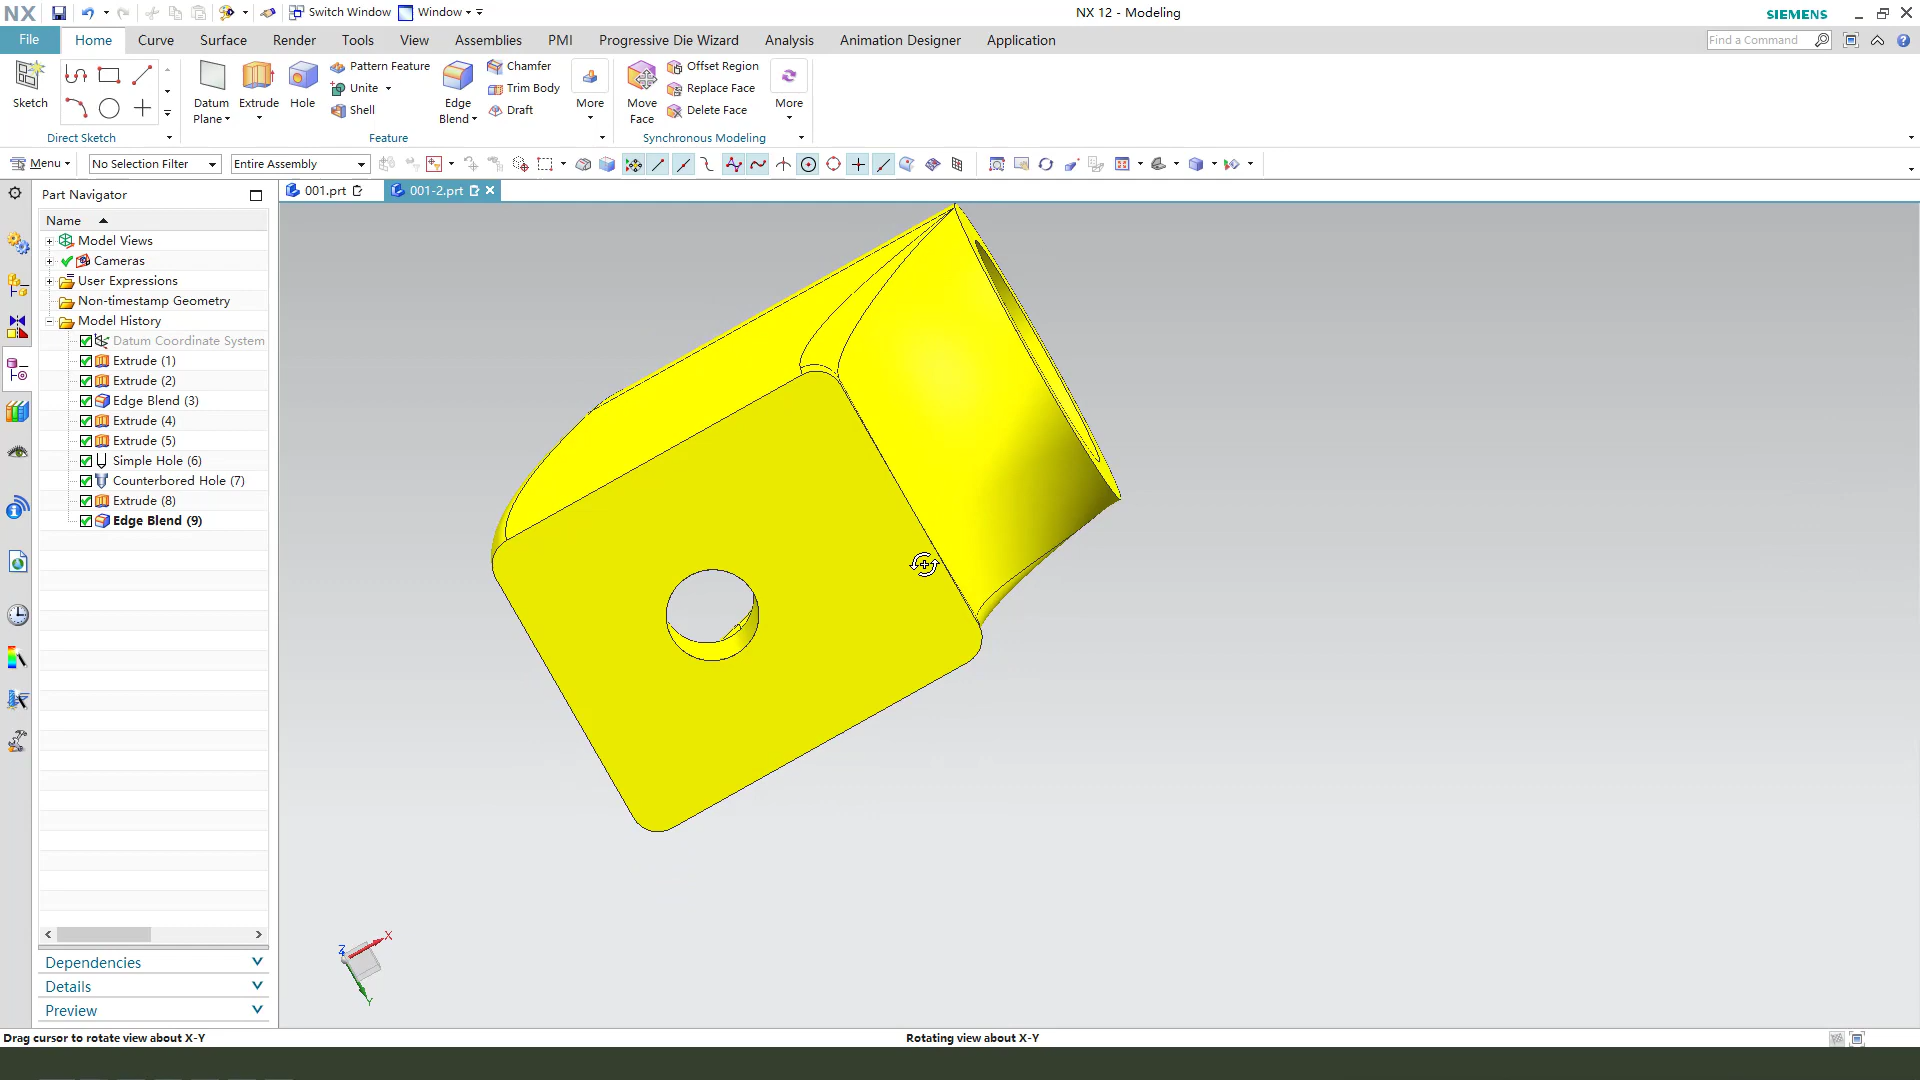 NX
Switch Window
Window
NX 12 - Modeling
SIEMENS
File
Home
Curve
Surface
Render
Tools
View
Assemblies
PMI
Progressive Die Wizard
Analysis
Animation Designer
Application
Find a Command
Sketch
Direct Sketch
Datum
Plane
Extrude
Hole
Pattern Feature
Unite
Shell
Edge
Blend
Chamfer
Trim Body
Draft
More
Feature
Move
Face
Offset Region
Replace Face
Delete Face
More
Synchronous Modeling
Menu
No Selection Filter
Entire Assembly
Part Navigator
001.prt
001-2.prt
Name
Model Views
Cameras
User Expressions
Non-timestamp Geometry
Model History
Datum Coordinate System
Extrude (1)
Extrude (2)
Edge Blend (3)
Extrude (4)
Extrude (5)
Simple Hole (6)
Counterbored Hole (7)
Extrude (8)
Edge Blend (9)
Z
X
Y
Dependencies
Details
Preview
Drag cursor to rotate view about X-Y
Rotating view about X-Y